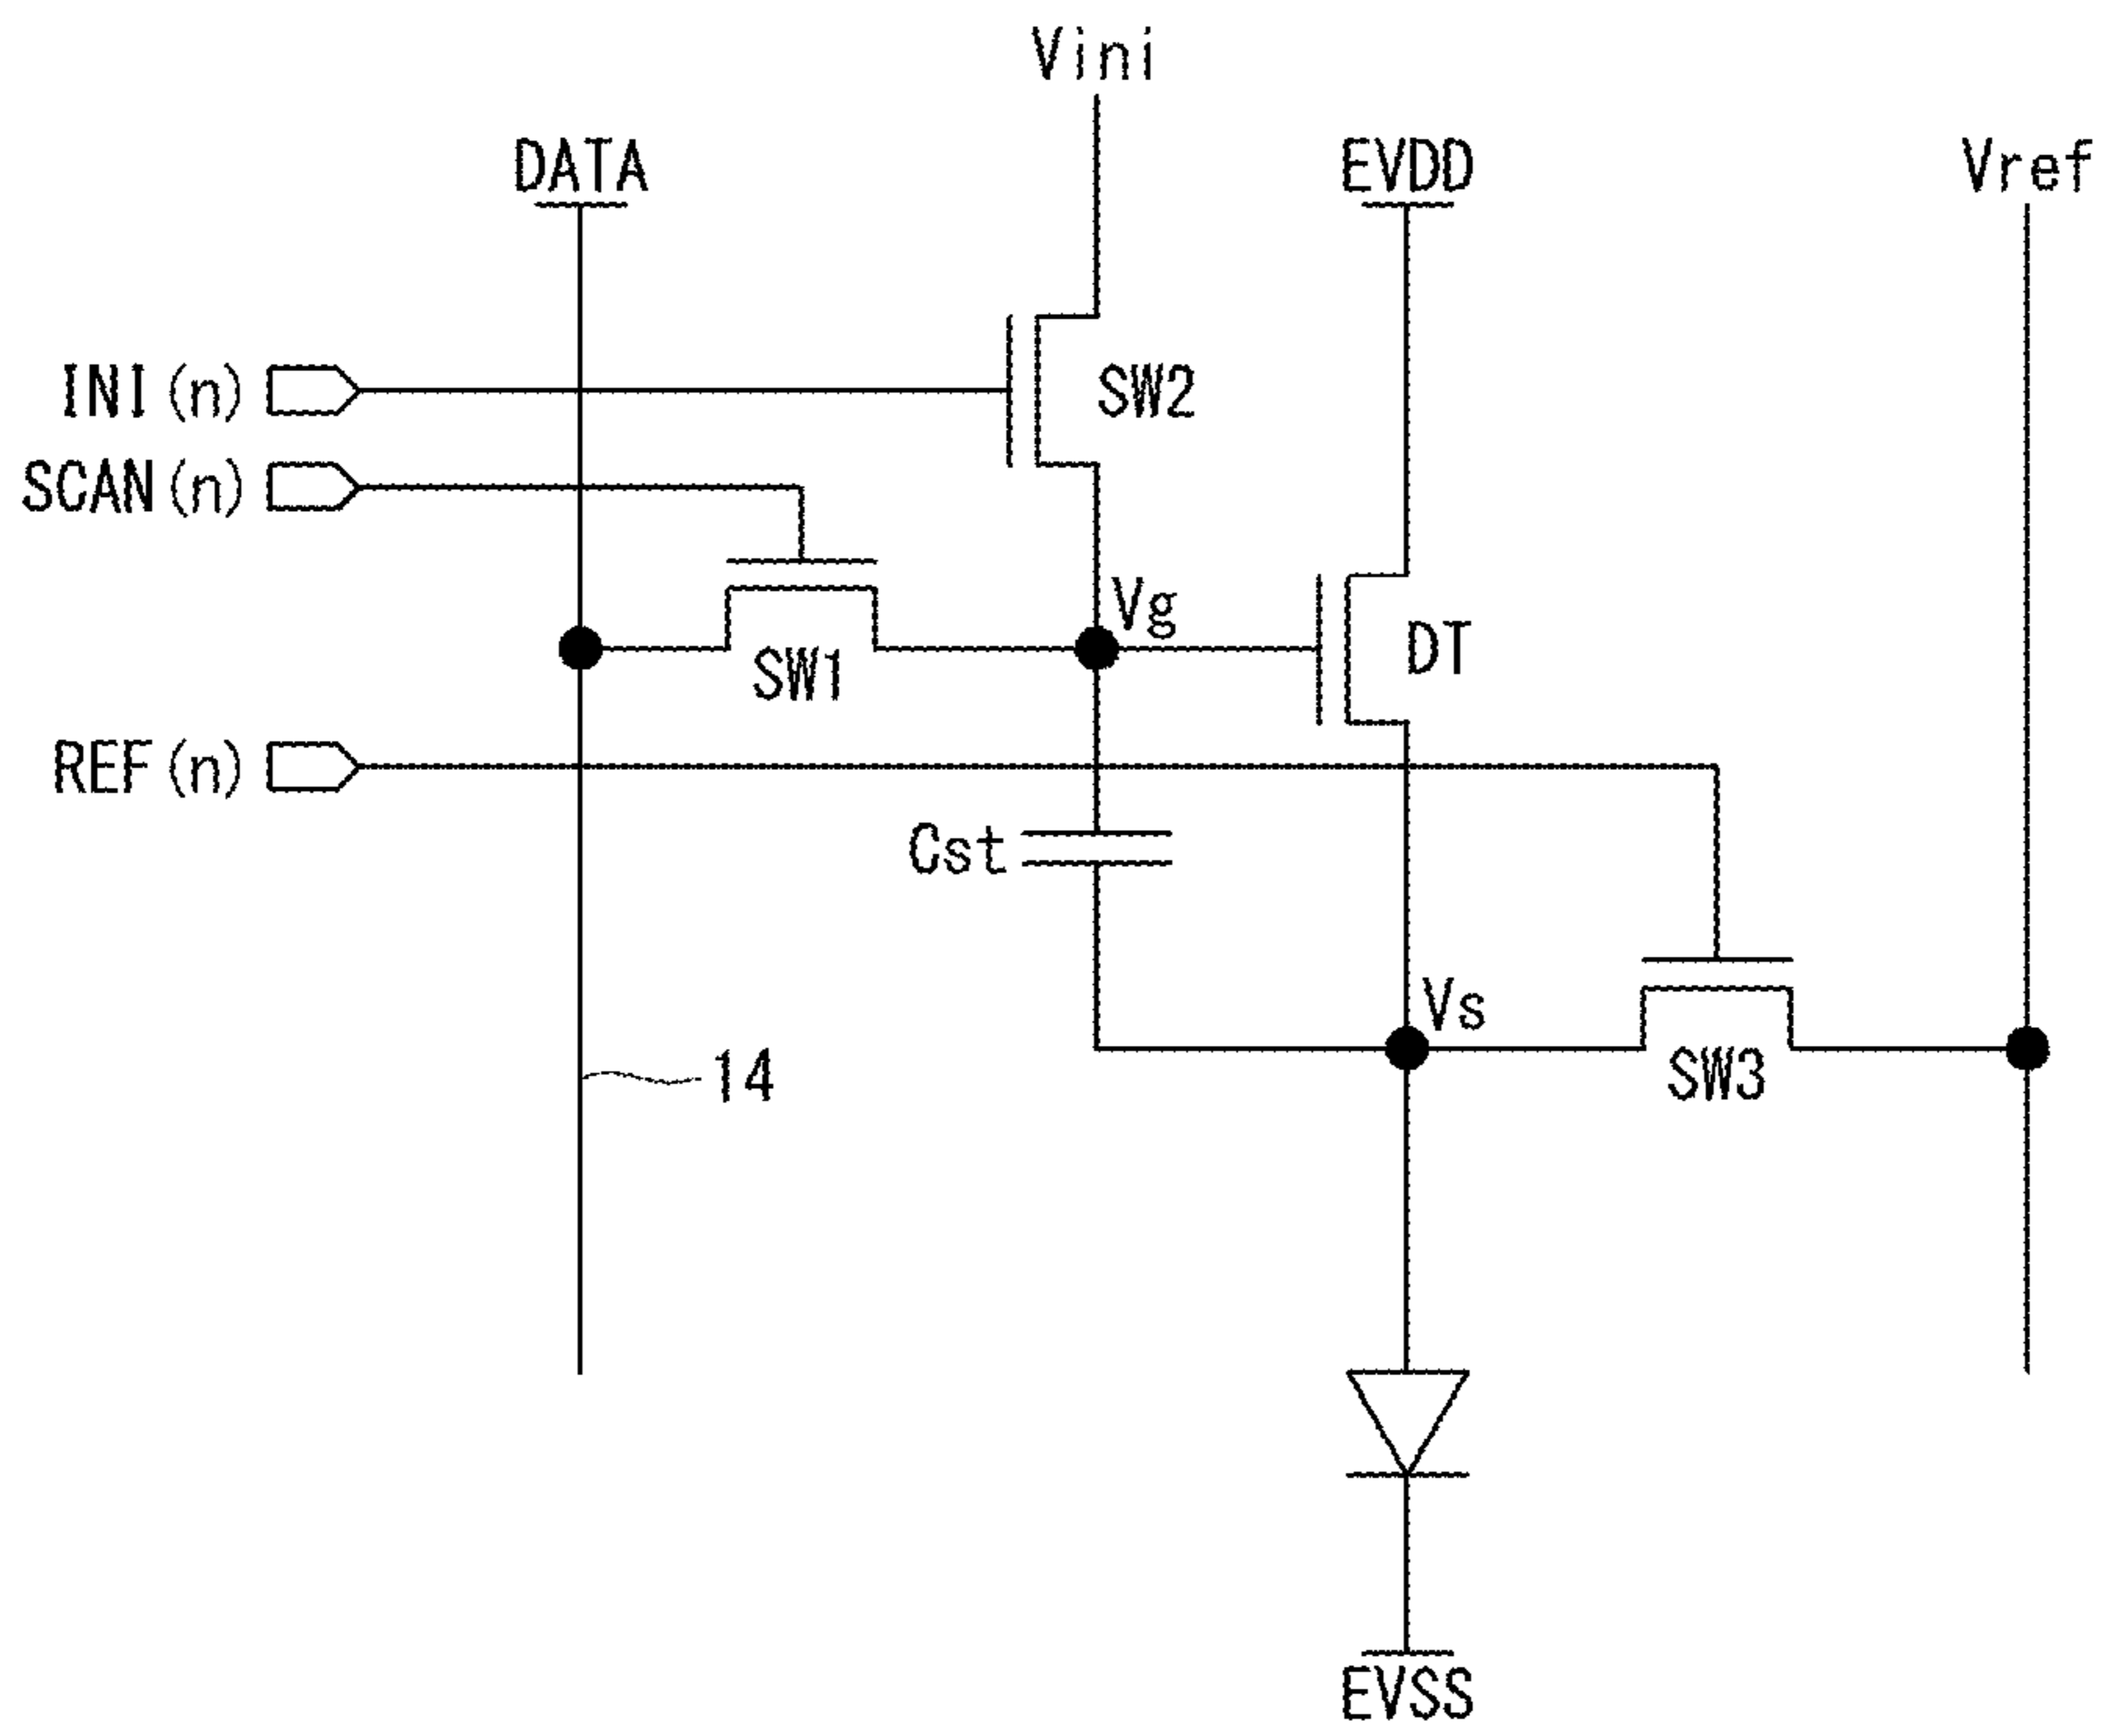 Vini
DATA
EVDD
Vref
INI(n)
SW2
SCAN(n)
Vg
DT
SW1
REF(n)
Cst
Vs
SW3
14
EVSS